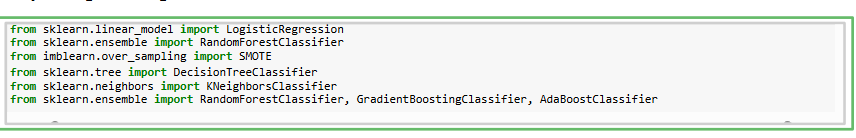 from sklearn.linear_model import LogisticRegression
from sklearn.ensemble import RandomForestClassifier
from imblearn.over_sampling import SMOTE
from sklearn.tree import DecisionTreeClassifier
from sklearn.neighbors import KNeighborsClassifier
from sklearn.ensemble import RandomForestClassifier, GradientBoostingClassifier, AdaBoostClassifier